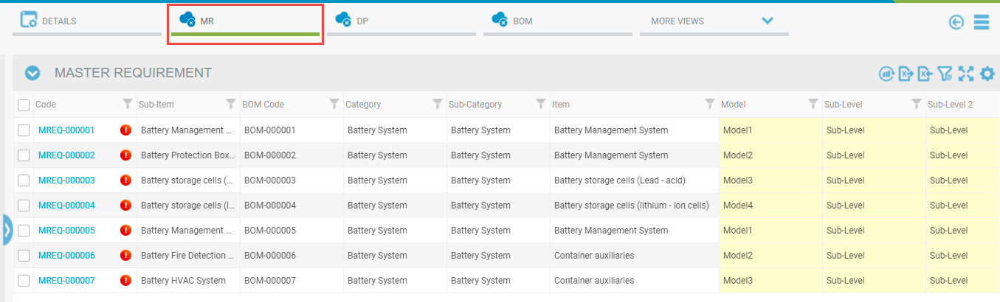 DETAILS MR DP BOM MORE VIEWS
MASTER REQUIREMENT
Code Sub-Item BOM Code Category Sub-Category Item Model Sub-Level Sub-Level 2
MREQ-000001 Battery Management ... BOM-000001 Battery System Battery System Battery Management System Model1 Sub-Level Sub-Level
MREQ-000002 Battery Protection Box... BOM-000002 Battery System Battery System Battery Management System Model2 Sub-Level Sub-Level
MREQ-000003 Battery storage cells (... BOM-000003 Battery System Battery System Battery storage cells (Lead - acid) Model3 Sub-Level Sub-Level
MREQ-000004 Battery storage cells (l... BOM-000004 Battery System Battery System Battery storage cells (lithium - ion cells) Model4 Sub-Level Sub-Level
MREQ-000005 Battery Management ... BOM-000005 Battery System Battery System Battery Management System Model1 Sub-Level Sub-Level
MREQ-000006 Battery Fire Detection ... BOM-000006 Battery System Battery System Container auxiliaries Model2 Sub-Level Sub-Level
MREQ-000007 Battery HVAC System BOM-000007 Battery System Battery System Container auxiliaries Model3 Sub-Level Sub-Level